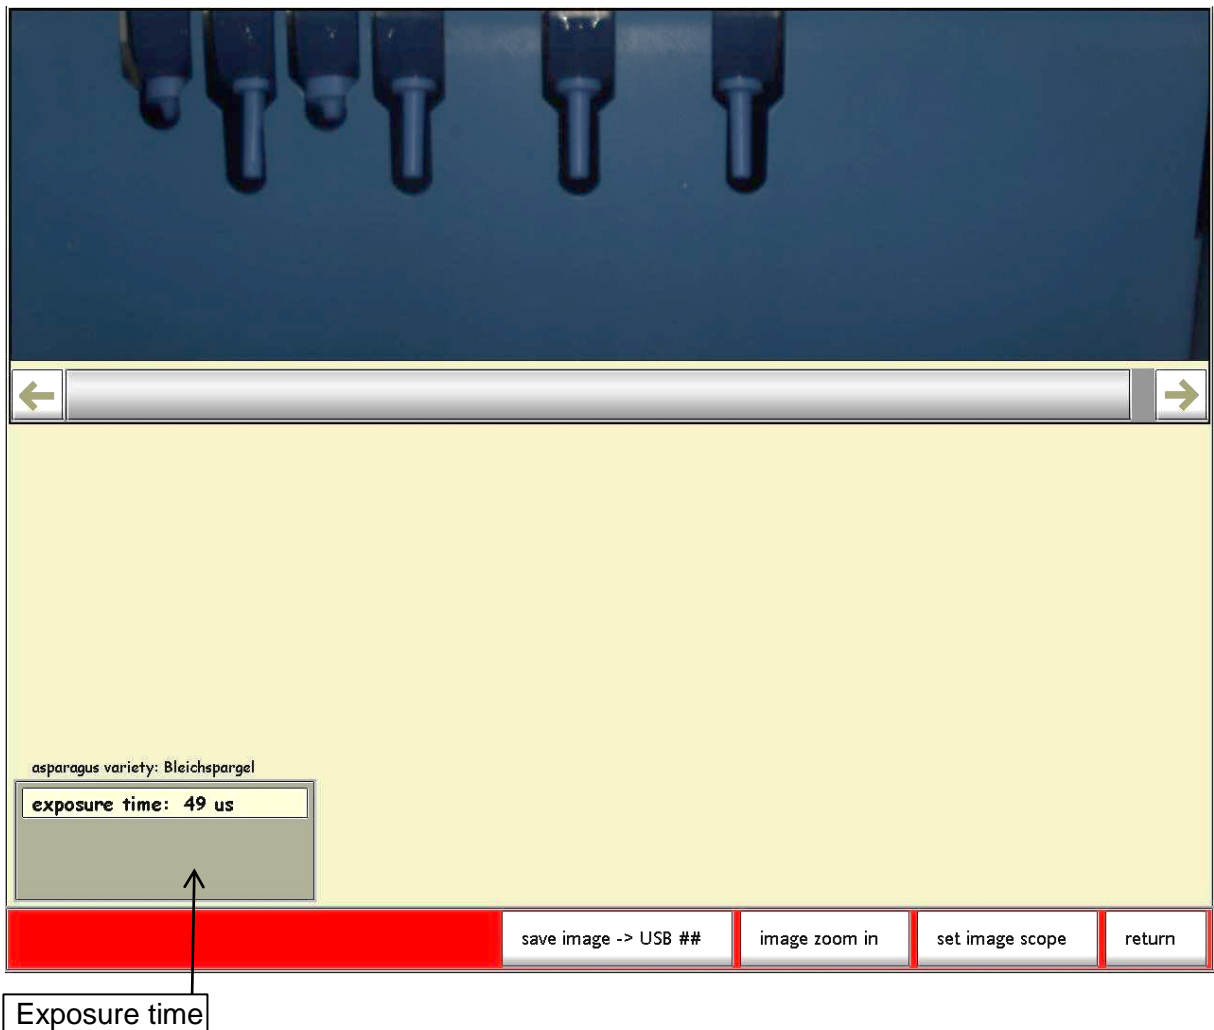 asparagus variety: Bleichspargel
exposure time: 49 us
save image -> USB ##
image zoom in
set image scope
return
Exposure time